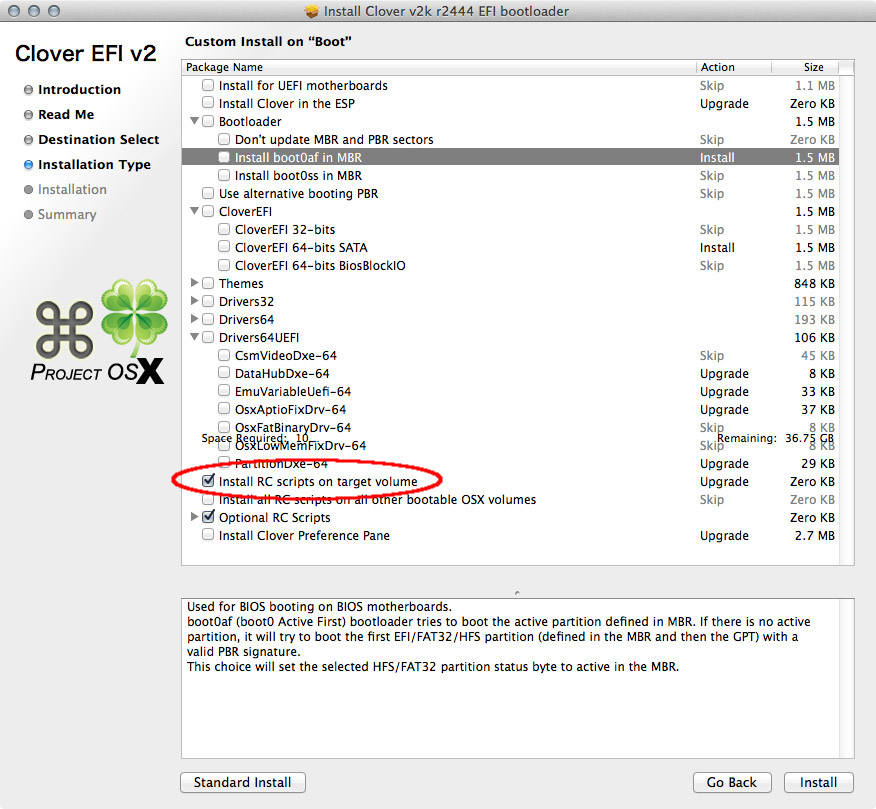 Install Clover v2k r2444 EFI bootloader
Clover EFI v2
Introduction
Read Me
Destination Select
Installation Type
Installation
Summary
PROJECT OSX
Custom Install on “Boot”
Package Name Action Size
Install for UEFI motherboards Skip 1.1 MB
Install Clover in the ESP Upgrade Zero KB
Bootloader 1.5 MB
Don't update MBR and PBR sectors Skip Zero KB
Install boot0af in MBR Install 1.5 MB
Install boot0ss in MBR Skip 1.5 MB
Use alternative booting PBR Skip 1.5 MB
CloverEFI 1.5 MB
CloverEFI 32-bits Skip 1.5 MB
CloverEFI 64-bits SATA Install 1.5 MB
CloverEFI 64-bits BiosBlockIO Skip 1.5 MB
Themes 848 KB
Drivers32 115 KB
Drivers64 193 KB
Drivers64UEFI 106 KB
CsmVideoDxe-64 Skip 45 KB
DataHubDxe-64 Upgrade 8 KB
EmuVariableUefi-64 Upgrade 33 KB
OsxAptioFixDrv-64 Upgrade 37 KB
OsxFatBinaryDrv-64 Skip 8 KB
Space Required: 10 Remaining: 36.75 GB
OsxLowMemFixDrv-64 Skip 8 KB
PartitionDxe-64 Upgrade 29 KB
Install RC scripts on target volume Upgrade Zero KB
Install all RC scripts on all other bootable OSX volumes Skip Zero KB
Optional RC Scripts Zero KB
Install Clover Preference Pane Upgrade 2.7 MB
Used for BIOS booting on BIOS motherboards.
boot0af (boot0 Active First) bootloader tries to boot the active partition defined in MBR. If there is no active
partition, it will try to boot the first EFI/FAT32/HFS partition (defined in the MBR and then the GPT) with a
valid PBR signature.
This choice will set the selected HFS/FAT32 partition status byte to active in the MBR.
Standard Install Go Back Install